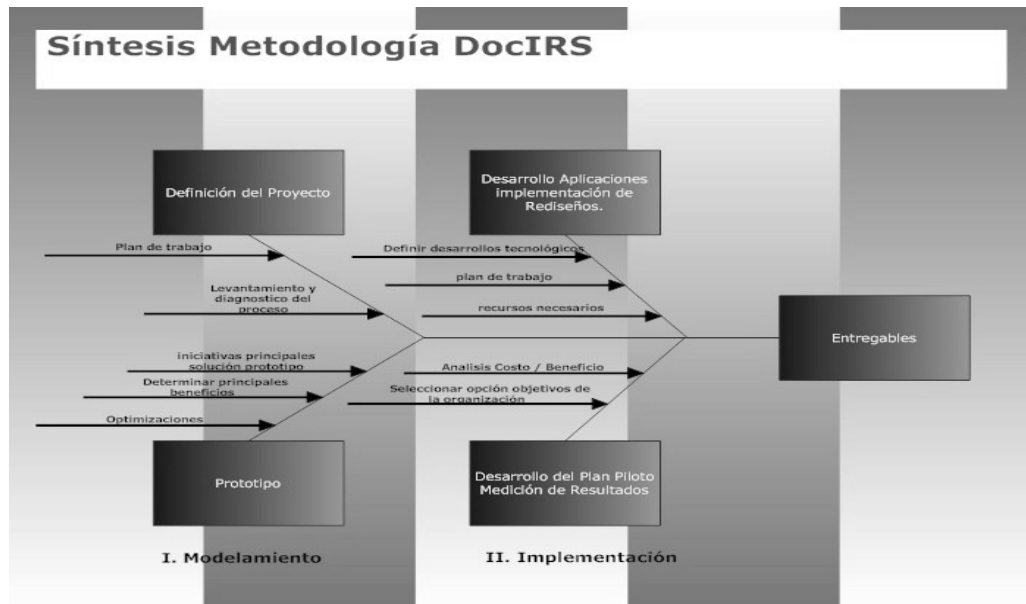 Síntesis Metodología DocIRS
Definición del Proyecto
Desarrollo Aplicaciones
implementación de
Rediseños.
Plan de trabajo
Definir desarrollos tecnológicos
plan de trabajo
Levantamiento y
diagnostico del
proceso
recursos necesarios
Entregables
iniciativas principales
solución prototipo
Analisis Costo / Beneficio
Determinar principales
beneficios
Seleccionar opción objetivos de
la organización
Optimizaciones
Prototipo
Desarrollo del Plan Piloto
Medición de Resultados
I. Modelamiento
II. Implementación